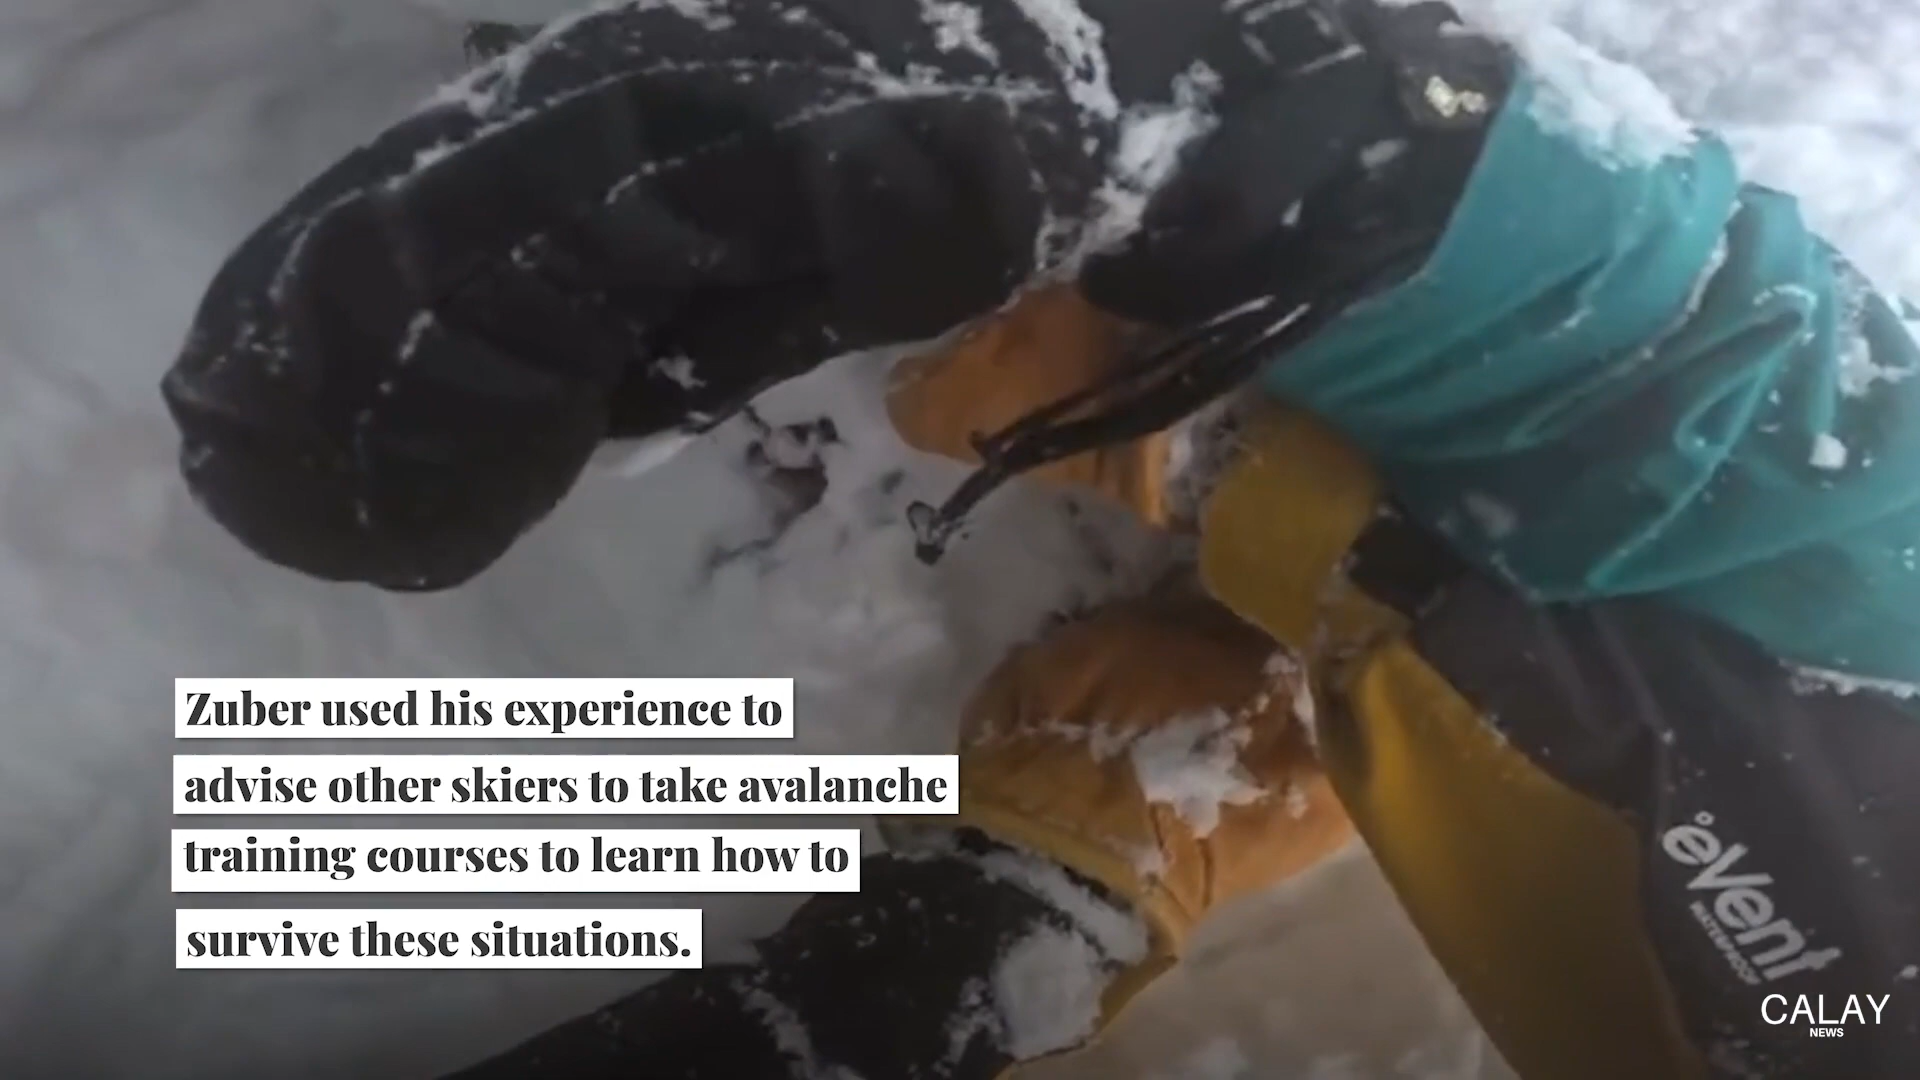 Zuber used his experience to
advise other skiers to take avalanche
training courses to learn how to
survive these situations.
eVent
WATERPROOF
CALAY
NEWS